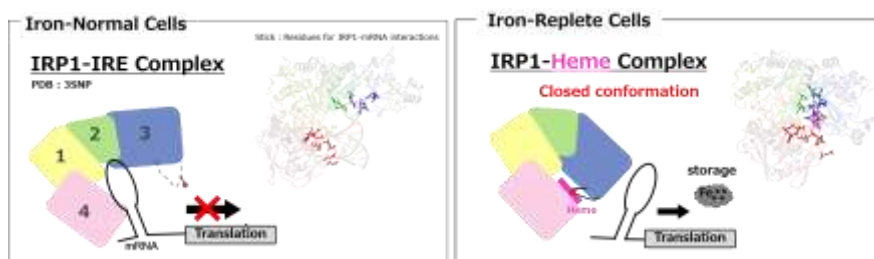 Iron-Normal Cells
Stick : Residues for IRP1-mRNA interactions
IRP1-IRE Complex
PDB : 3SNP
1
2
3
4
mRNA
Translation
Iron-Replete Cells
IRP1-Heme Complex
Closed conformation
Heme
storage
Translation